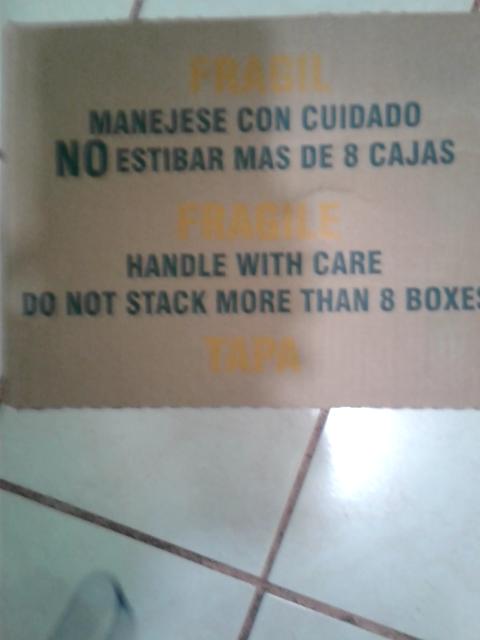 FRAGIL
MANEJESE CON CUIDADO
NO ESTIBAR MAS DE 8 CAJAS
FRAGILE
HANDLE WITH CARE
DO NOT STACK MORE THAN 8 BOXES
TAPA